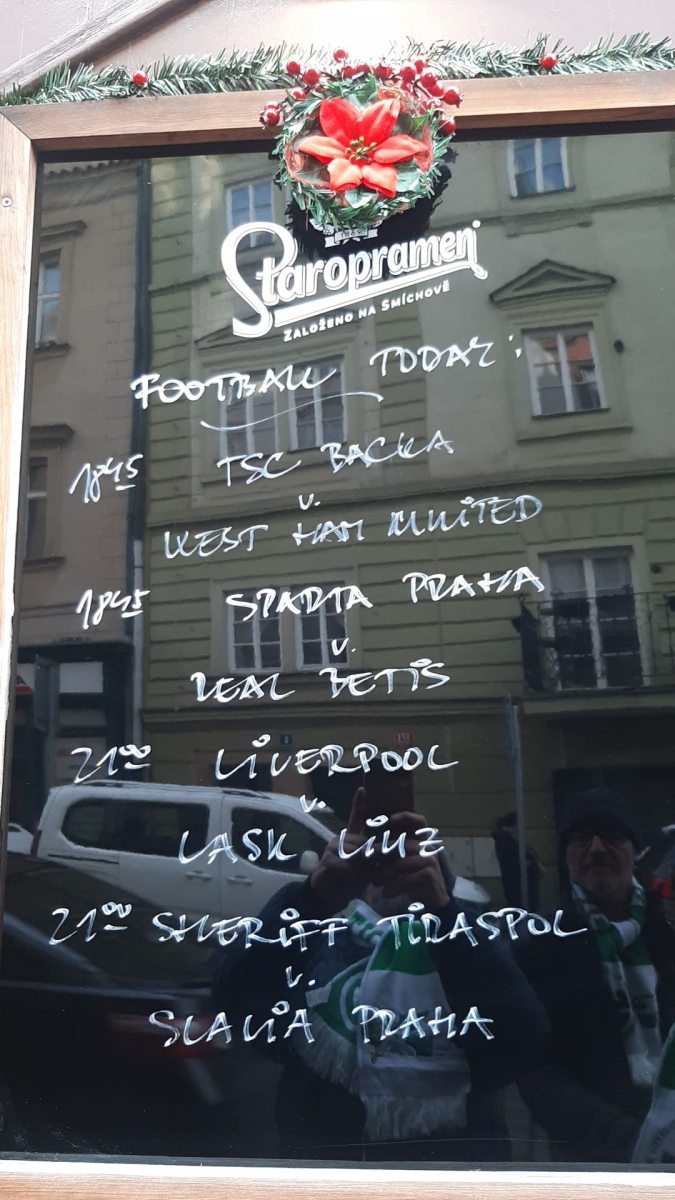 1869
Staropramen
ZALOŽENO NA SMÍCHOVĚ
FOOTBALL TODAY:
18⁴⁵ TSC BACKA
v.
WEST HAM UNITED
18⁴⁵ SPARTA PRAHA
v.
REAL BETIS
21⁰⁰ LIVERPOOL
v.
LASK LINZ
21⁰⁰ SHERIFF TIRASPOL
v.
SLAVIA PRAHA